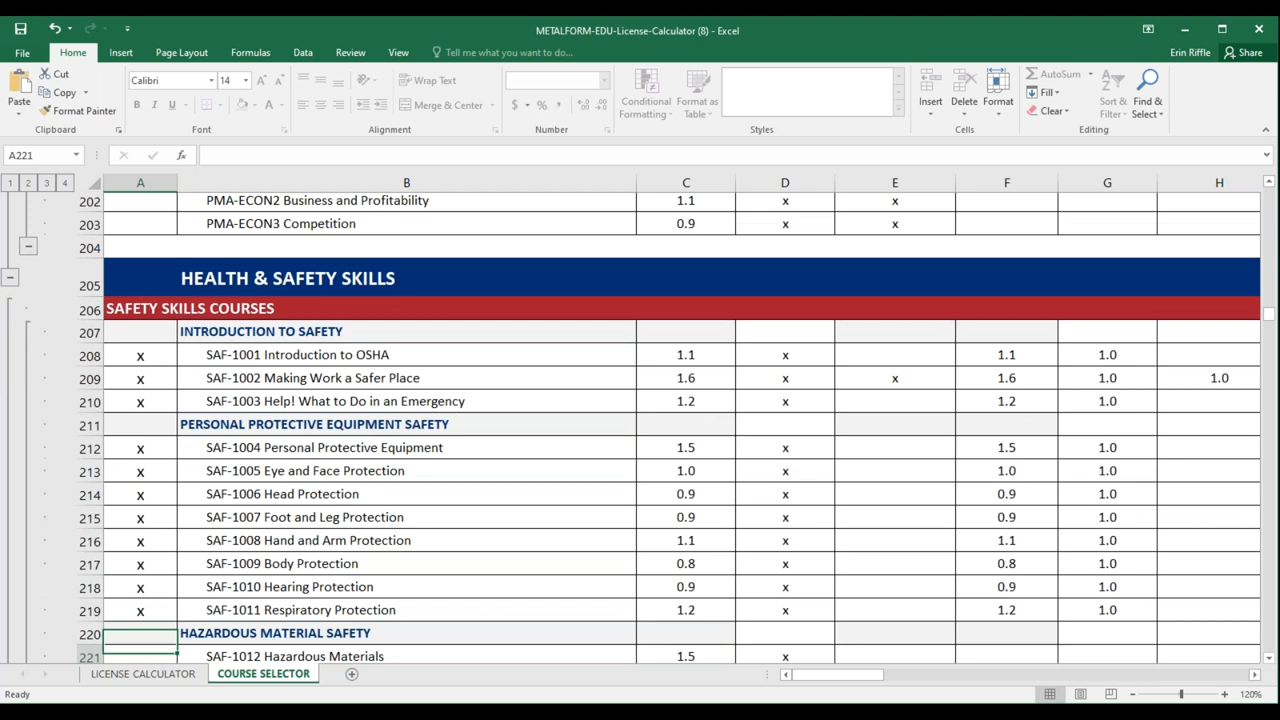 METALFORM-EDU-License-Calculator (8) - Excel
File Home Insert Page Layout Formulas Data Review View Tell me what you want to do... Erin Riffle Share
Paste Cut Calibri 14 Wrap Text Conditional Formatting Format as Table Insert Delete Format AutoSum Sort & Filter Find & Select
Copy B I U A Merge & Center $ % , Fill
Format Painter Clear
Clipboard Font Alignment Number Styles Cells Editing
A221 fx
1 2 3 4 A B C D E F G H
202 PMA-ECON2 Business and Profitability 1.1 x x
203 PMA-ECON3 Competition 0.9 x x
204
205 HEALTH & SAFETY SKILLS
206 SAFETY SKILLS COURSES
207 INTRODUCTION TO SAFETY
208 x SAF-1001 Introduction to OSHA 1.1 x 1.1 1.0
209 x SAF-1002 Making Work a Safer Place 1.6 x x 1.6 1.0 1.0
210 x SAF-1003 Help! What to Do in an Emergency 1.2 x 1.2 1.0
211 PERSONAL PROTECTIVE EQUIPMENT SAFETY
212 x SAF-1004 Personal Protective Equipment 1.5 x 1.5 1.0
213 x SAF-1005 Eye and Face Protection 1.0 x 1.0 1.0
214 x SAF-1006 Head Protection 0.9 x 0.9 1.0
215 x SAF-1007 Foot and Leg Protection 0.9 x 0.9 1.0
216 x SAF-1008 Hand and Arm Protection 1.1 x 1.1 1.0
217 x SAF-1009 Body Protection 0.8 x 0.8 1.0
218 x SAF-1010 Hearing Protection 0.9 x 0.9 1.0
219 x SAF-1011 Respiratory Protection 1.2 x 1.2 1.0
220 HAZARDOUS MATERIAL SAFETY
221 SAF-1012 Hazardous Materials 1.5 x
LICENSE CALCULATOR COURSE SELECTOR
Ready 120%